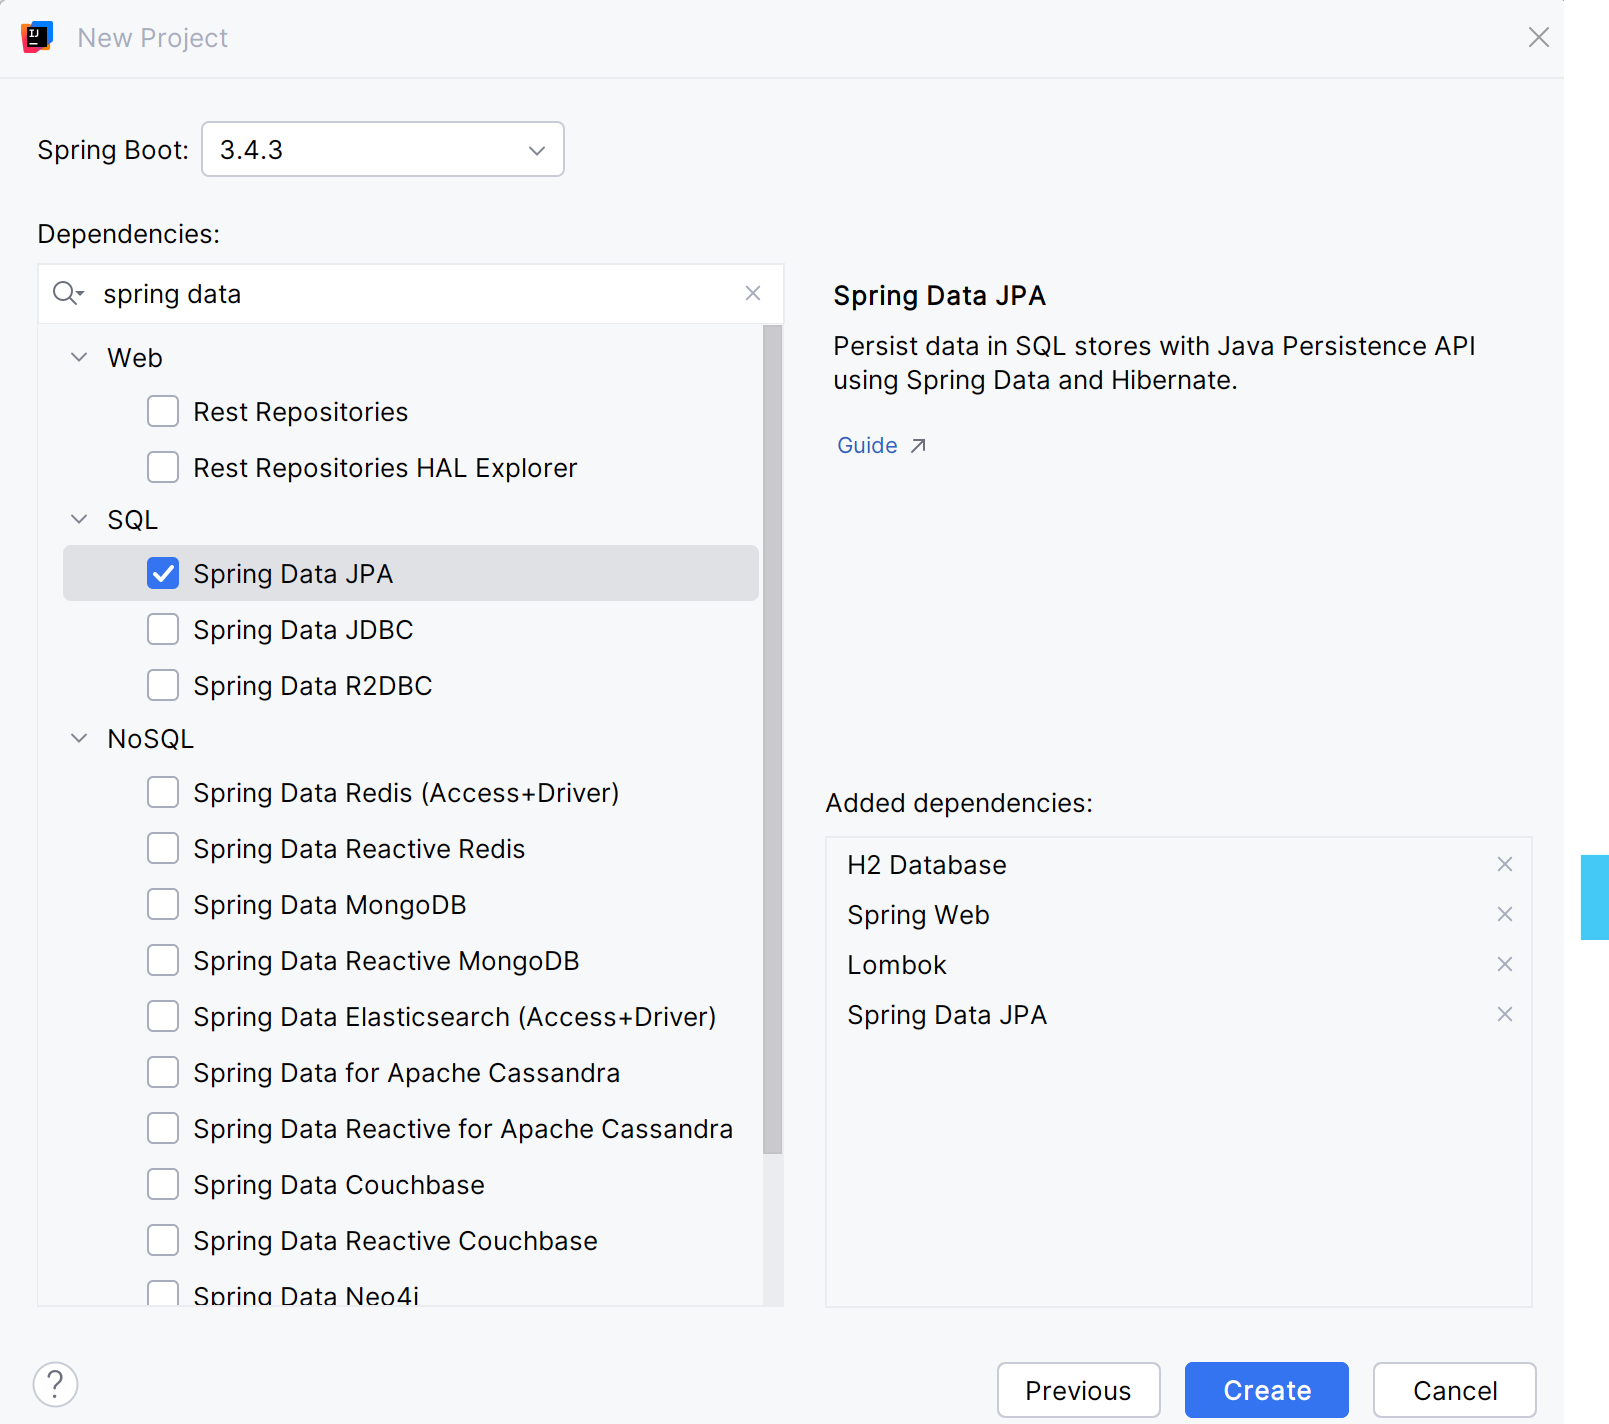 New Project
Spring Boot: 3.4.3
Dependencies:
spring data
Web
Rest Repositories
Rest Repositories HAL Explorer
SQL
Spring Data JPA
Spring Data JDBC
Spring Data R2DBC
NoSQL
Spring Data Redis (Access+Driver)
Spring Data Reactive Redis
Spring Data MongoDB
Spring Data Reactive MongoDB
Spring Data Elasticsearch (Access+Driver)
Spring Data for Apache Cassandra
Spring Data Reactive for Apache Cassandra
Spring Data Couchbase
Spring Data Reactive Couchbase
Spring Data Neo4j
Spring Data JPA
Persist data in SQL stores with Java Persistence API
using Spring Data and Hibernate.
Guide
Added dependencies:
H2 Database
Spring Web
Lombok
Spring Data JPA
? Previous Create Cancel